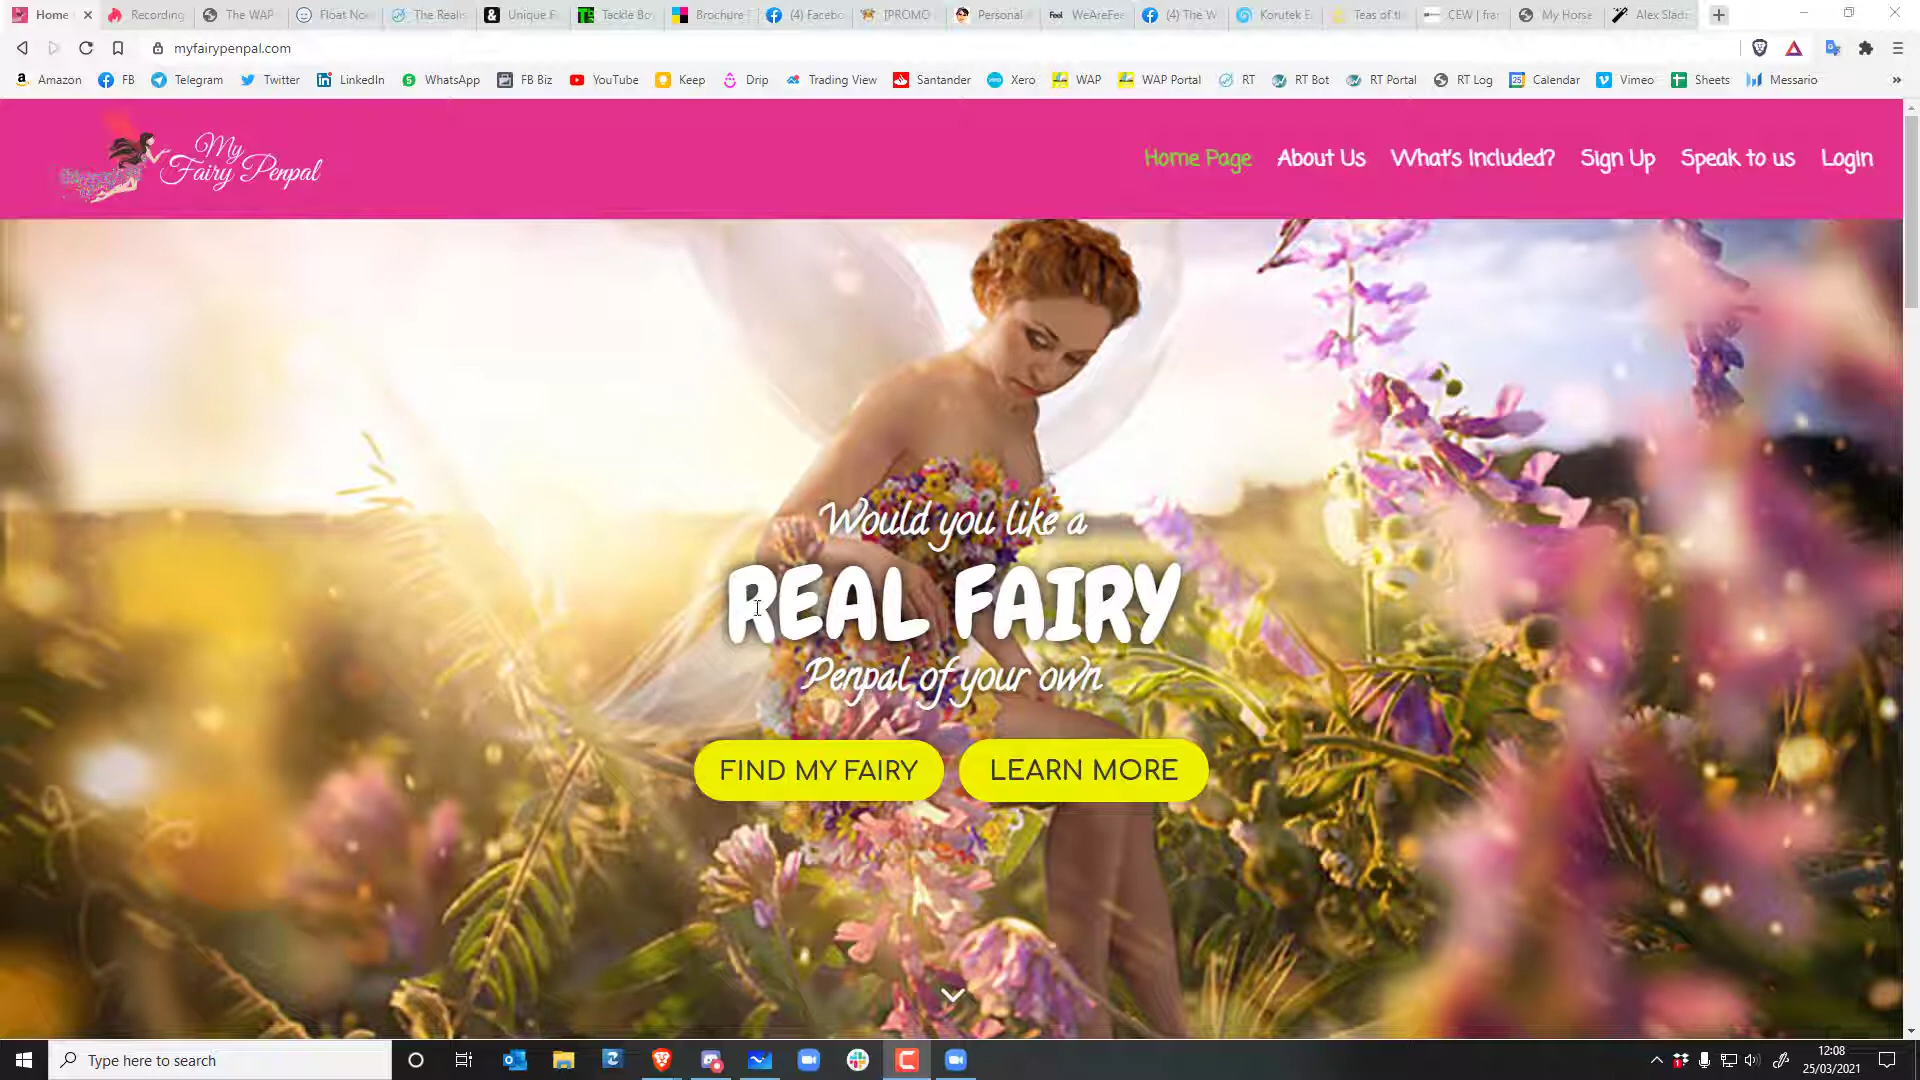 Home
Recording
The WAP
Float No
The Realis
Unique F
Tackle Bo
Brochure
(4) Facebo
[PROMO
Personal
WeAreFee
(4) The W
Korutek E
Teas of th
CEW | fra
My Horse
Alex Slad
myfairypenpal.com
Amazon
FB
Telegram
Twitter
LinkedIn
WhatsApp
FB Biz
YouTube
Keep
Drip
Trading View
Santander
Xero
WAP
WAP Portal
RT
RT Bot
RT Portal
RT Log
Calendar
Vimeo
Sheets
Messario
My
Fairy Penpal
Home Page
About Us
What's Included?
Sign Up
Speak to us
Login
Would you like a
REAL FAIRY
Penpal of your own
FIND MY FAIRY
LEARN MORE
Type here to search
12:08
25/03/2021